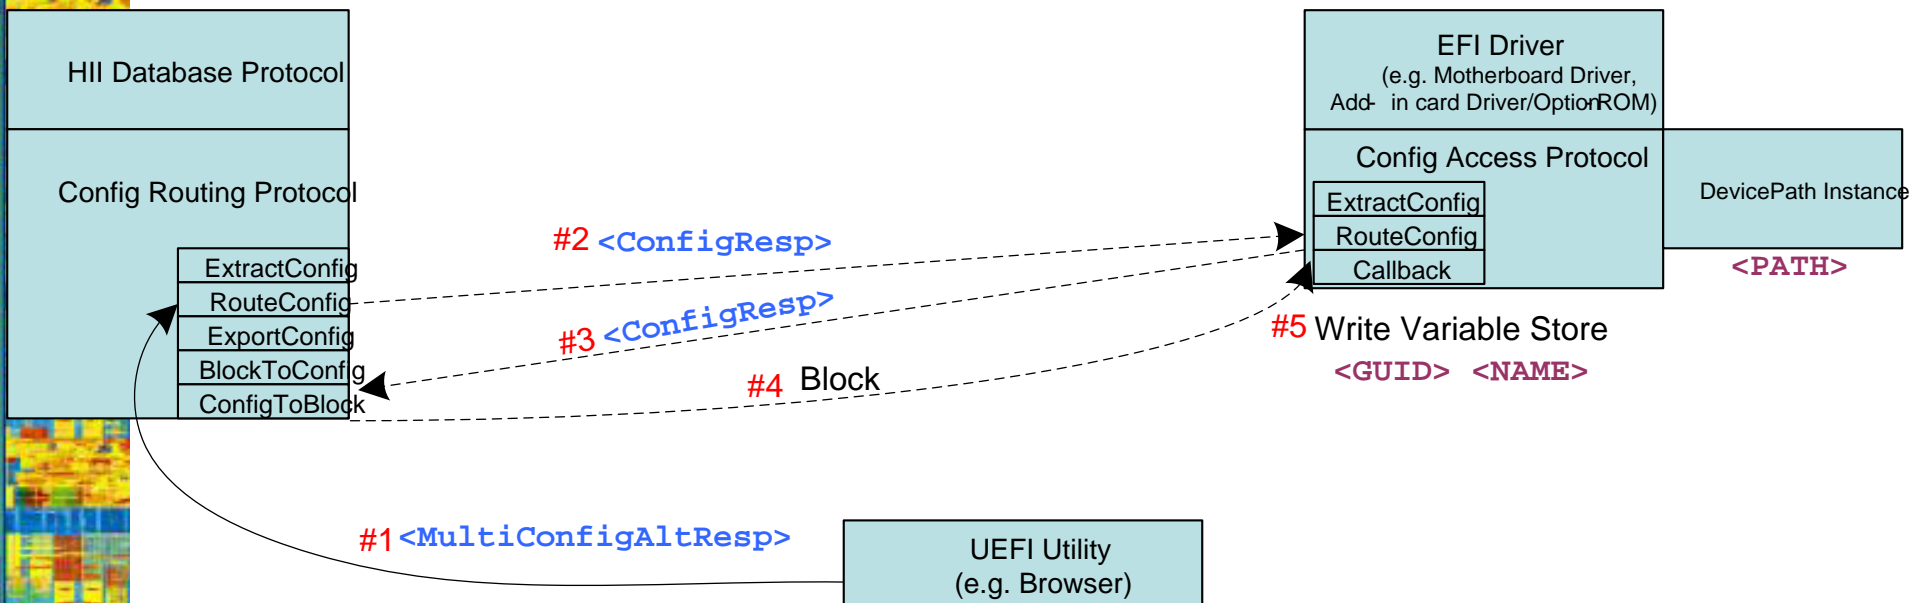 HII Database Protocol
Config Routing Protocol
ExtractConfig
RouteConfig
ExportConfig
BlockToConfig
ConfigToBlock
#2 <ConfigResp>
#3 <ConfigResp>
#4 Block
EFI Driver
(e.g. Motherboard Driver,
Add- in card Driver/Option-ROM)
Config Access Protocol
ExtractConfig
RouteConfig
Callback
DevicePath Instance
<PATH>
#5 Write Variable Store
<GUID> <NAME>
#1 <MultiConfigAltResp>
UEFI Utility
(e.g. Browser)